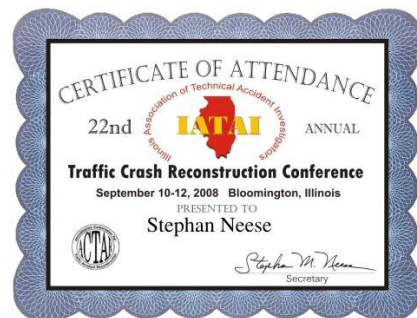 CERTIFICATE OF ATTENDANCE
Illinois Association of Technical Accident Investigators
22nd
IATAI
ANNUAL
Traffic Crash Reconstruction Conference
September 10-12, 2008 Bloomington, Illinois
PRESENTED TO
Stephan Neese
ACTAR
Stephan M. Neese
Secretary